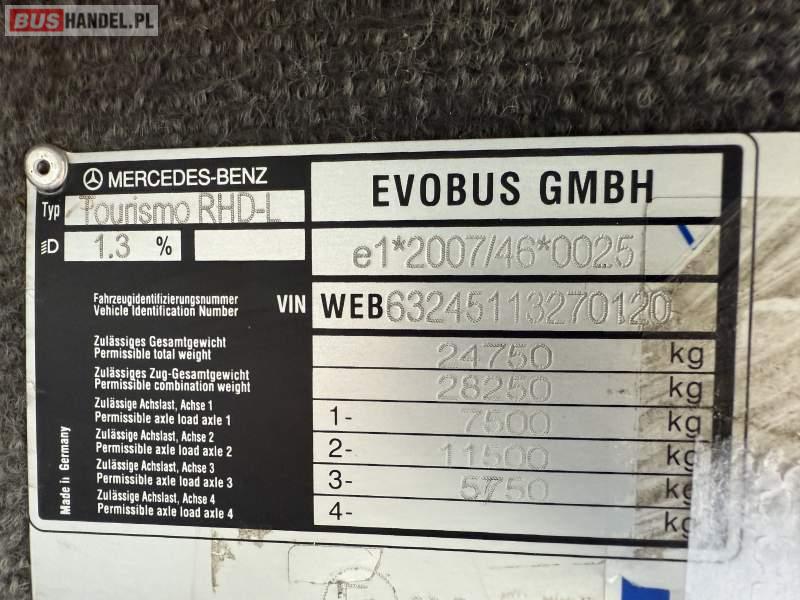 BUSHANDEL.PL
MERCEDES-BENZ
EVOBUS GMBH
Typ Tourismo RHD-L
1.3 %
e1*2007/46*0025
Fahrzeugidentifizierungsnummer
Vehicle Identification Number
VIN WEB63245113270120
Zulässiges Gesamtgewicht
Permissible total weight
24750 kg
Zulässiges Zug-Gesamtgewicht
Permissible combination weight
28250 kg
Zulässige Achslast, Achse 1
Permissible axle load axle 1
1- 7500 kg
Zulässige Achslast, Achse 2
Permissible axle load axle 2
2- 11500 kg
Zulässige Achslast, Achse 3
Permissible axle load axle 3
3- 5750 kg
Zulässige Achslast, Achse 4
Permissible axle load axle 4
4- kg
Made in Germany